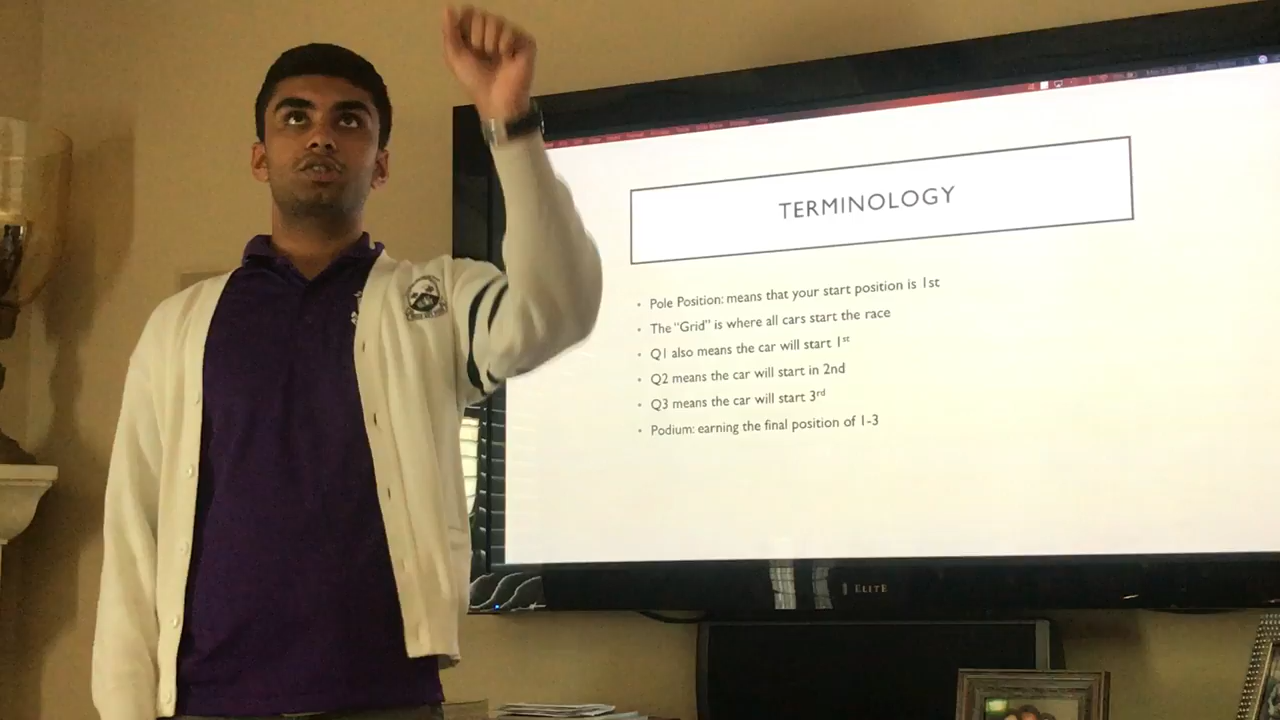 TERMINOLOGY
• Pole Position: means that your start position is 1st
• The "Grid" is where all cars start the race
• Q1 also means the car will start 1st
• Q2 means the car will start in 2nd
• Q3 means the car will start 3rd
• Podium: earning the final position of 1-3
ELITE